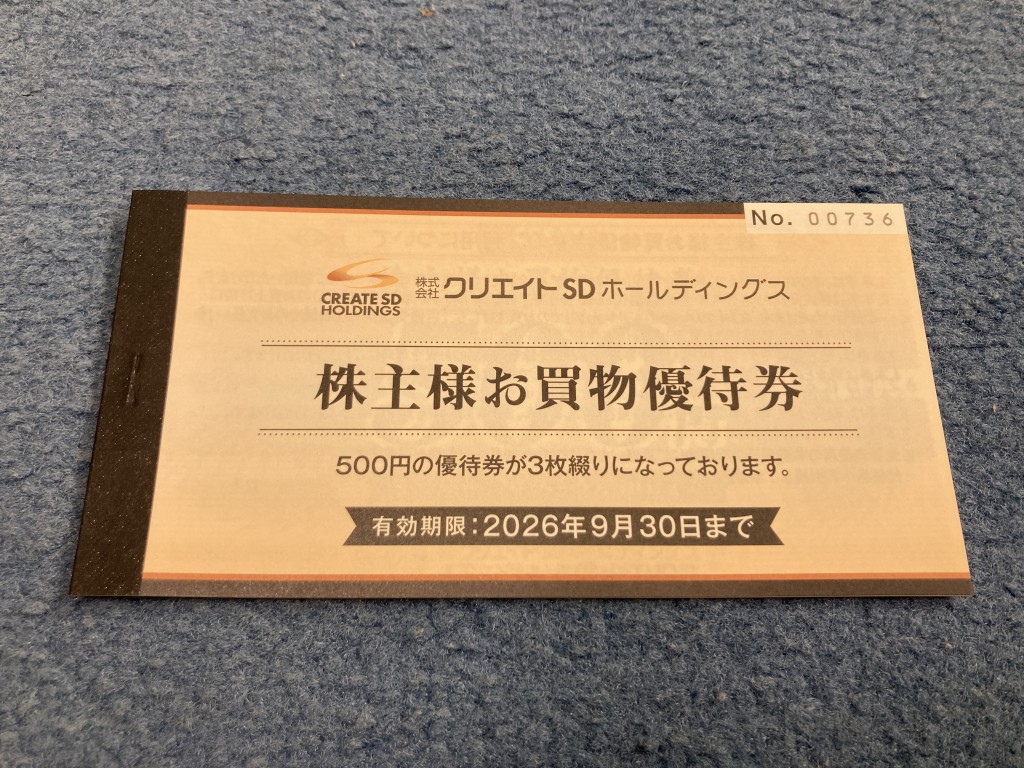 No. 00736
CREATE SD
HOLDINGS
株式会社 クリエイト SD ホールディングス
株主様お買物優待券
500円の優待券が3枚綴りになっております。
有効期限：2026年9月30日まで